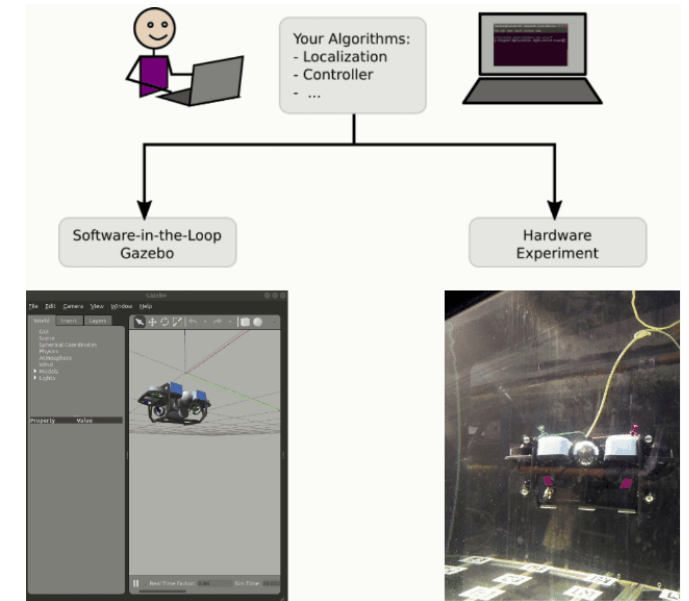 Your Algorithms:
- Localization
- Controller
- ...
Software-in-the-Loop
Gazebo
Hardware
Experiment
Gazebo
File Edit Camera View Window Help
World Insert Layers
GUI
Scene
Spherical Coordinates
Physics
Atmosphere
Wind
Models
Lights
Property Value
Real Time Factor:
Sim Time: